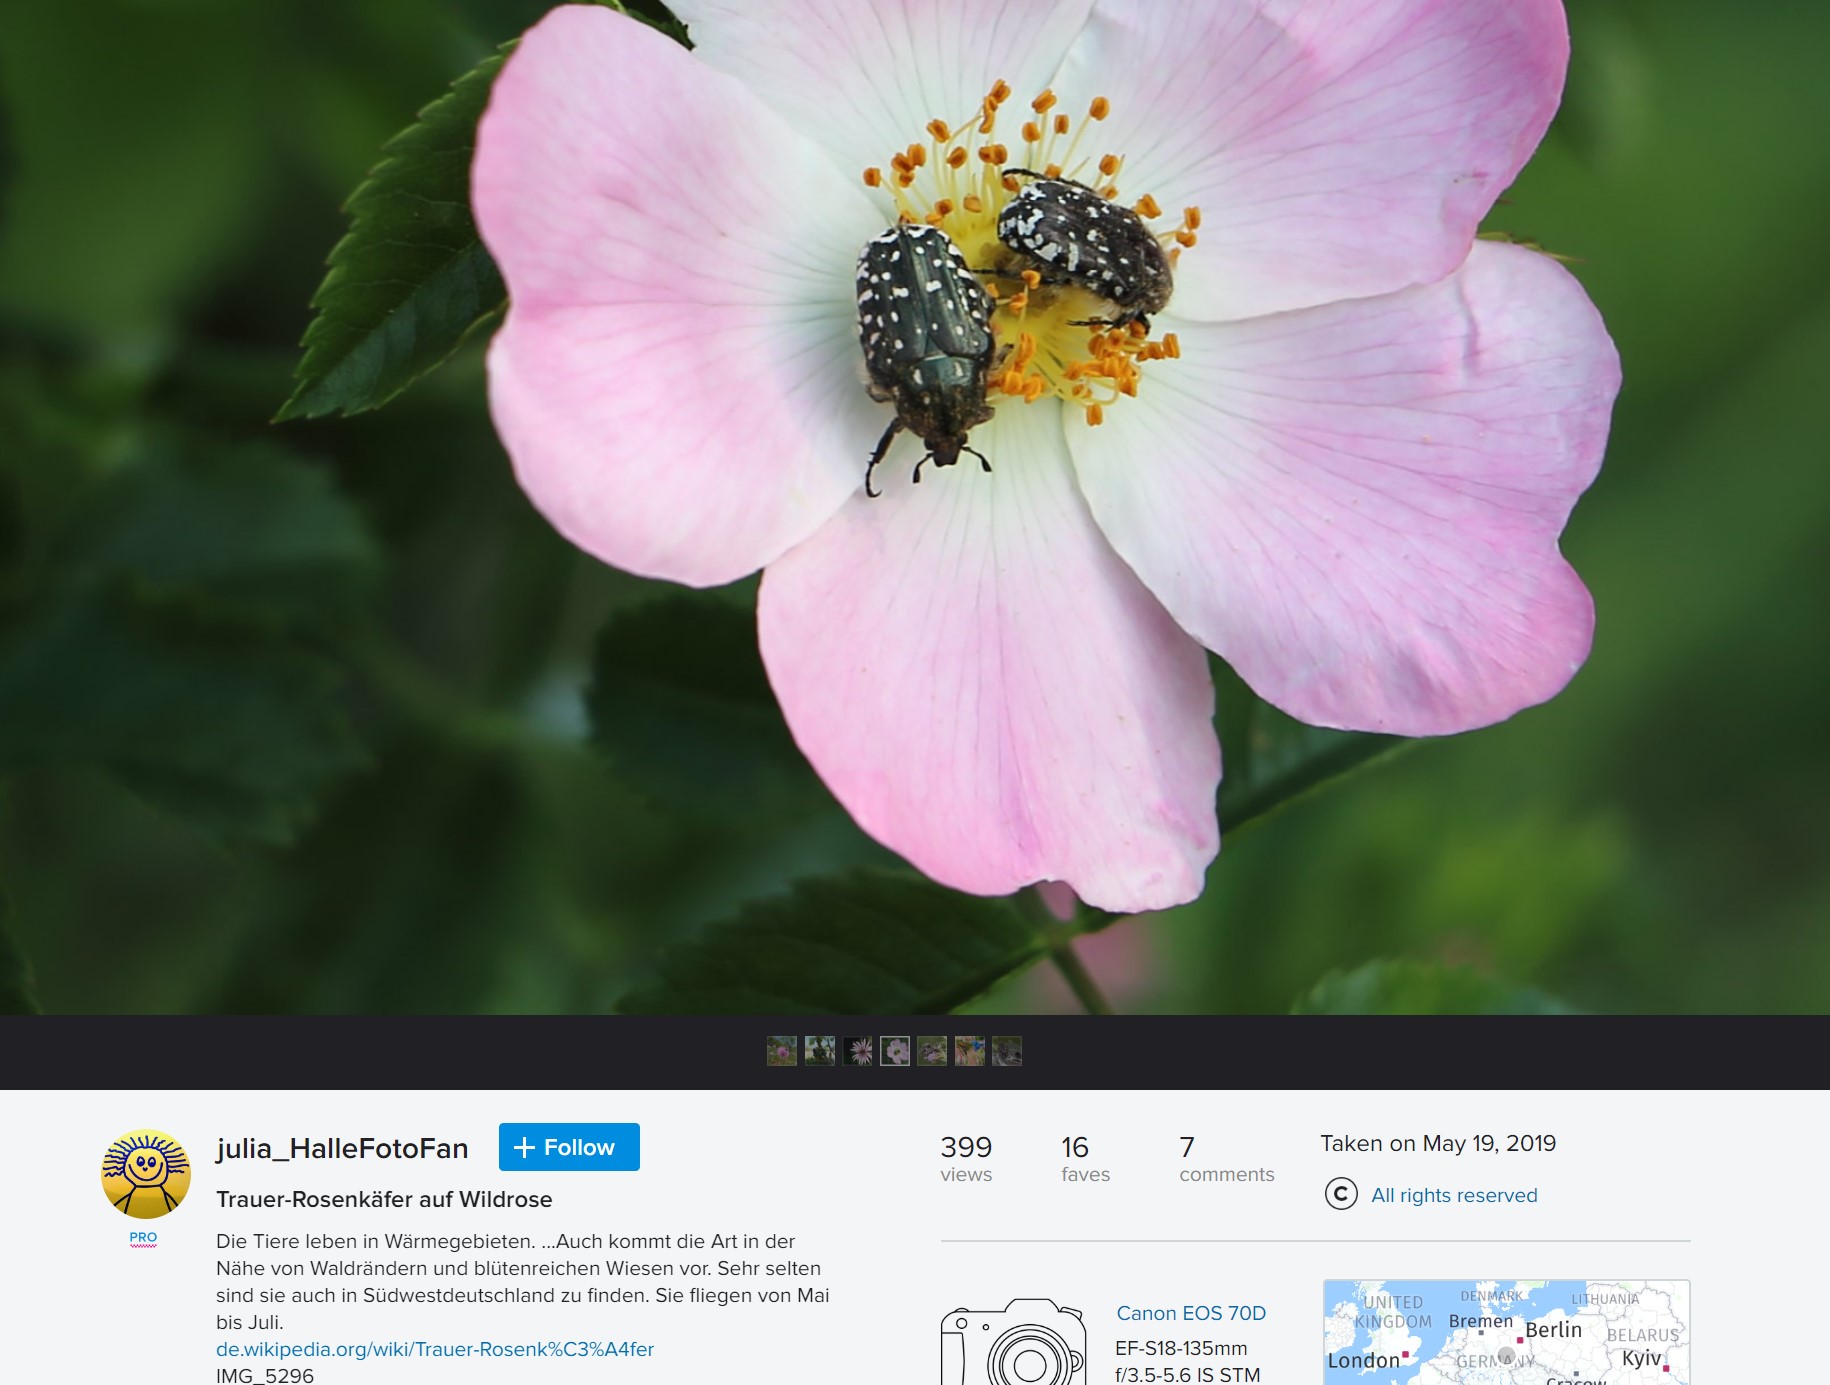 julia_HalleFotoFan
Follow
PRO
Trauer-Rosenkäfer auf Wildrose
Die Tiere leben in Wärmegebieten. ...Auch kommt die Art in der
Nähe von Waldrändern und blütenreichen Wiesen vor. Sehr selten
sind sie auch in Südwestdeutschland zu finden. Sie fliegen von Mai
bis Juli.
de.wikipedia.org/wiki/Trauer-Rosenk%C3%A4fer
IMG_5296
399
views
16
faves
7
comments
Taken on May 19, 2019
C All rights reserved
Canon EOS 70D
EF-S18-135mm
f/3.5-5.6 IS STM
UNITED
KINGDOM
DENMARK
LITHUANIA
Bremen
Berlin
BELARUS
London
GERMANY
Kyiv
Cracow